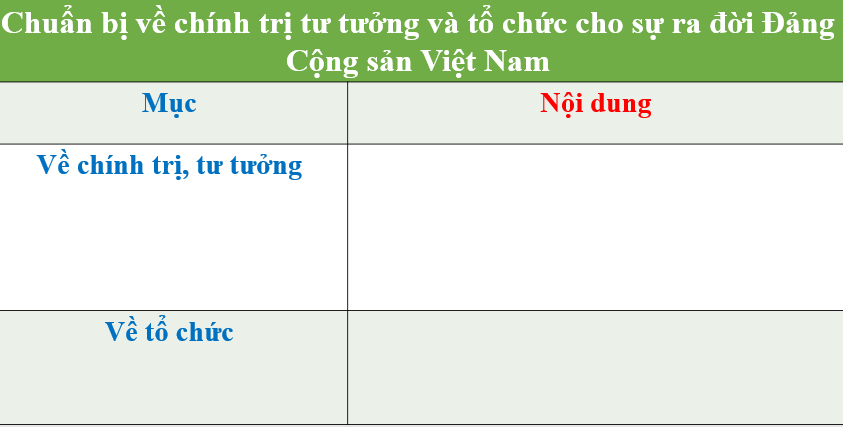 Chuẩn bị về chính trị tư tưởng và tổ chức cho sự ra đời Đảng
Cộng sản Việt Nam
Mục
Nội dung
Về chính trị, tư tưởng
Về tổ chức